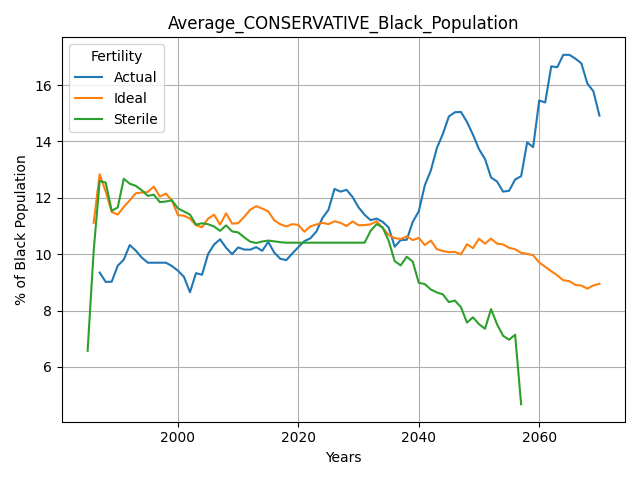 Average_CONSERVATIVE_Black_Population
Fertility
Actual
Ideal
Sterile
% of Black Population
16
14
12
10
8
6
2000
2020
2040
2060
Years